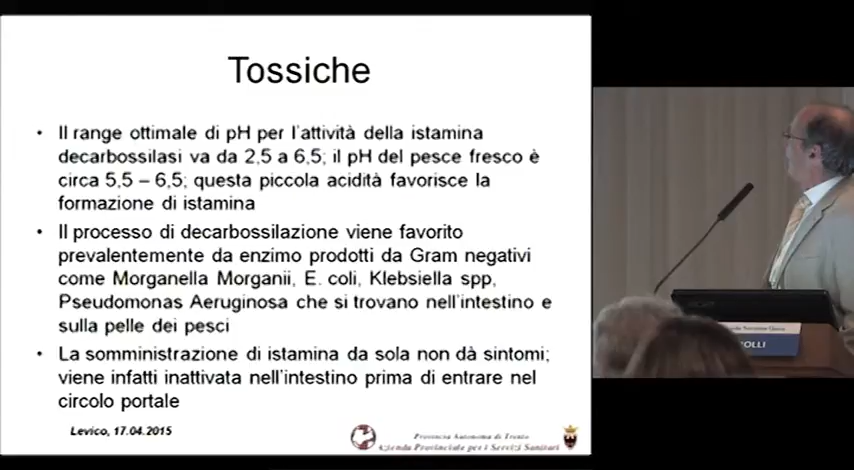 Tossiche
• Il range ottimale di pH per l'attività della istamina
decarbossilasi va da 2,5 a 6,5; il pH del pesce fresco è
circa 5,5 – 6,5; questa piccola acidità favorisce la
formazione di istamina
• Il processo di decarbossilazione viene favorito
prevalentemente da enzimo prodotti da Gram negativi
come Morganella Morganii, E. coli, Klebsiella spp,
Pseudomonas Aeruginosa che si trovano nell'intestino e
sulla pelle dei pesci
• La somministrazione di istamina da sola non dà sintomi;
viene infatti inattivata nell'intestino prima di entrare nel
circolo portale
Levico, 17.04.2015
Provincia Autonoma di Trento
Azienda Provinciale per i Servizi Sanitari